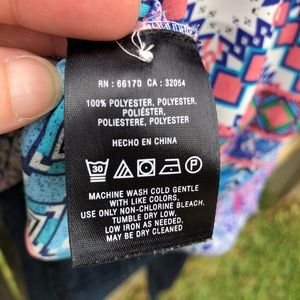 RN : 66170 CA : 32054
100% POLYESTER, POLYESTER,
POLIÉSTER,
POLIESTERE, POLYESTER
HECHO EN CHINA
30
MACHINE WASH COLD GENTLE
WITH LIKE COLORS,
USE ONLY NON-CHLORINE BLEACH,
TUMBLE DRY LOW,
LOW IRON AS NEEDED,
MAY BE DRY CLEANED